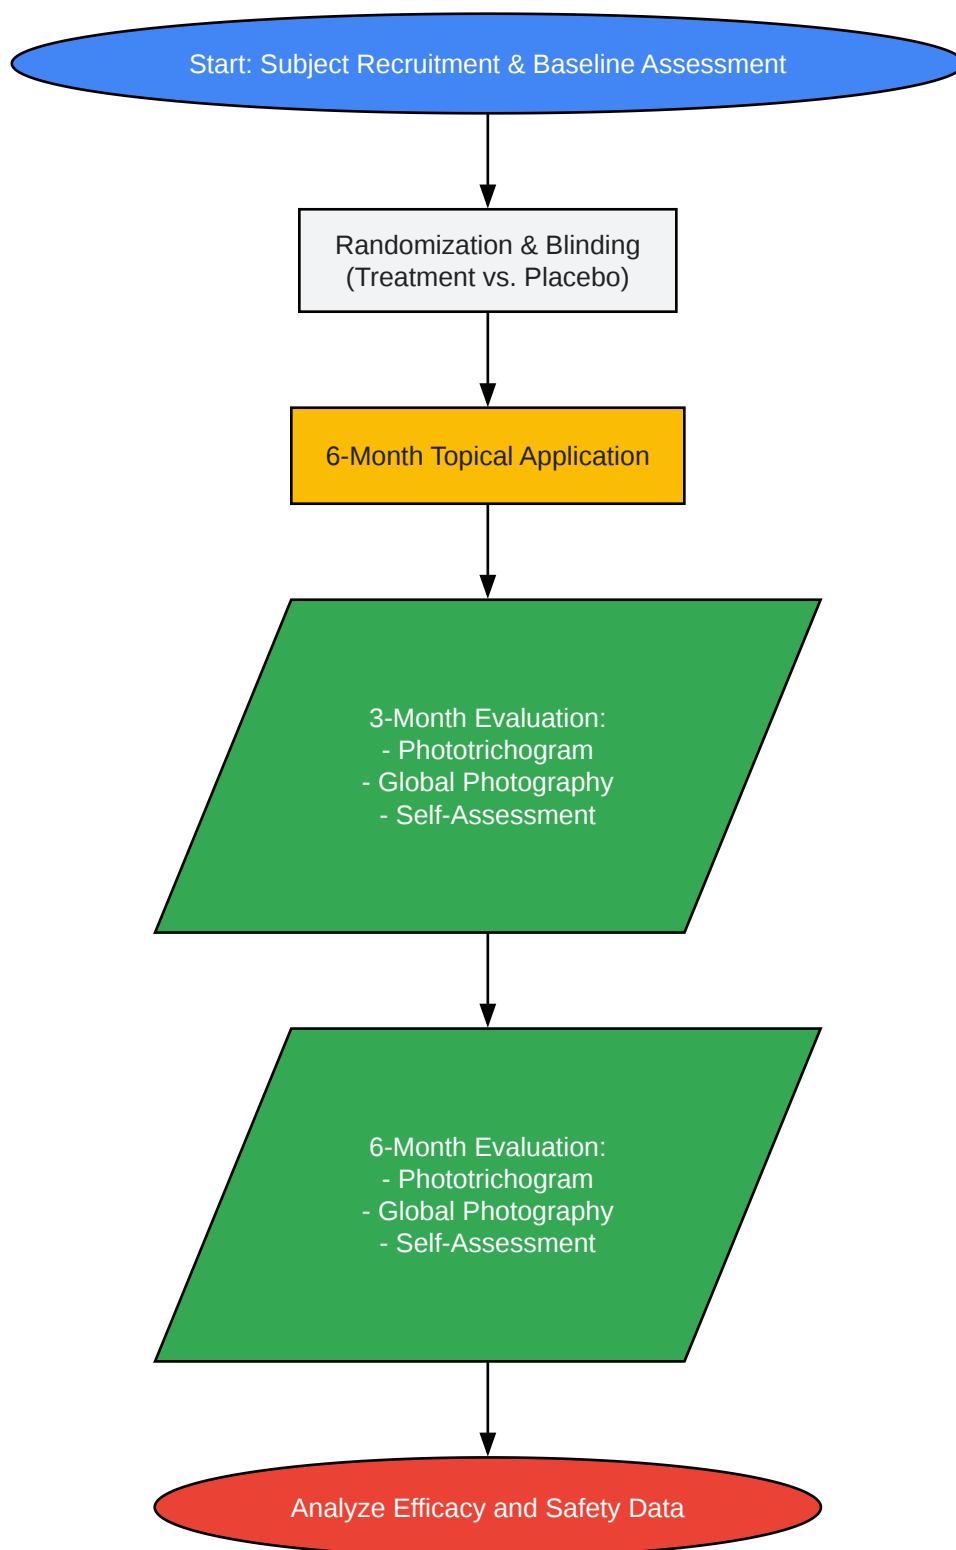 Start: Subject Recruitment & Baseline Assessment
Randomization & Blinding
(Treatment vs. Placebo)
6-Month Topical Application
3-Month Evaluation:
- Phototrichogram
- Global Photography
- Self-Assessment
6-Month Evaluation:
- Phototrichogram
- Global Photography
- Self-Assessment
Analyze Efficacy and Safety Data